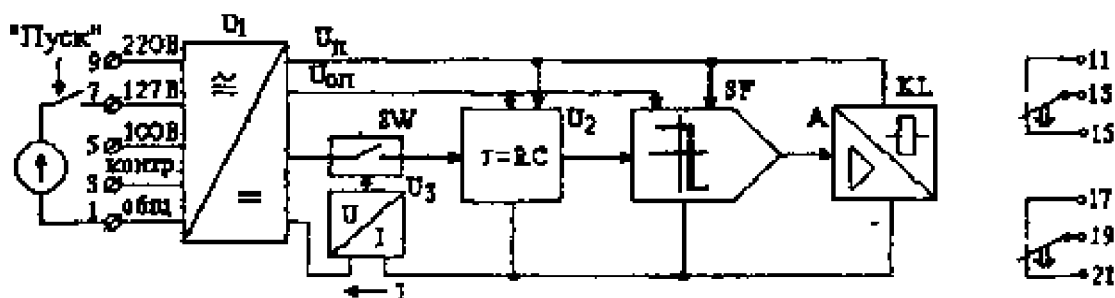 "Пуск"
U1
9 220В
7 127В
5 100В
контр.
3
1 общ
≅
=
Uп
Uоп
SW
U3
U
I
I
U2
τ=RC
SF
A
KL
11
13
15
17
19
21